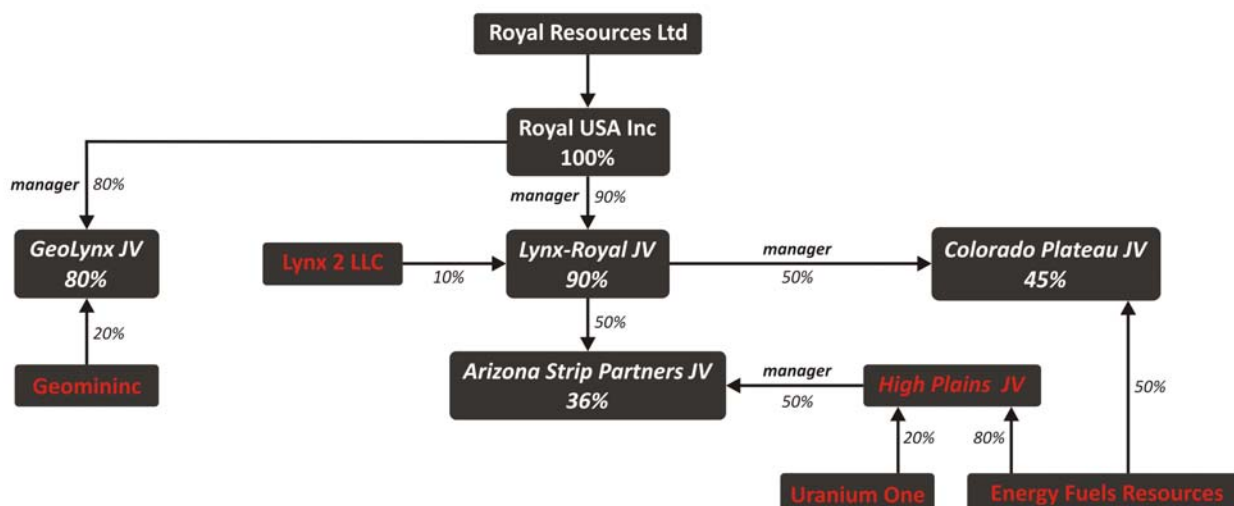 Royal Resources Ltd
Royal USA Inc
100%
manager
80%
manager
90%
GeoLynx JV
80%
Lynx 2 LLC
10%
Lynx-Royal JV
90%
manager
50%
Colorado Plateau JV
45%
20%
50%
Geomininc
Arizona Strip Partners JV
36%
manager
50%
High Plains JV
50%
20%
80%
Uranium One
Energy Fuels Resources